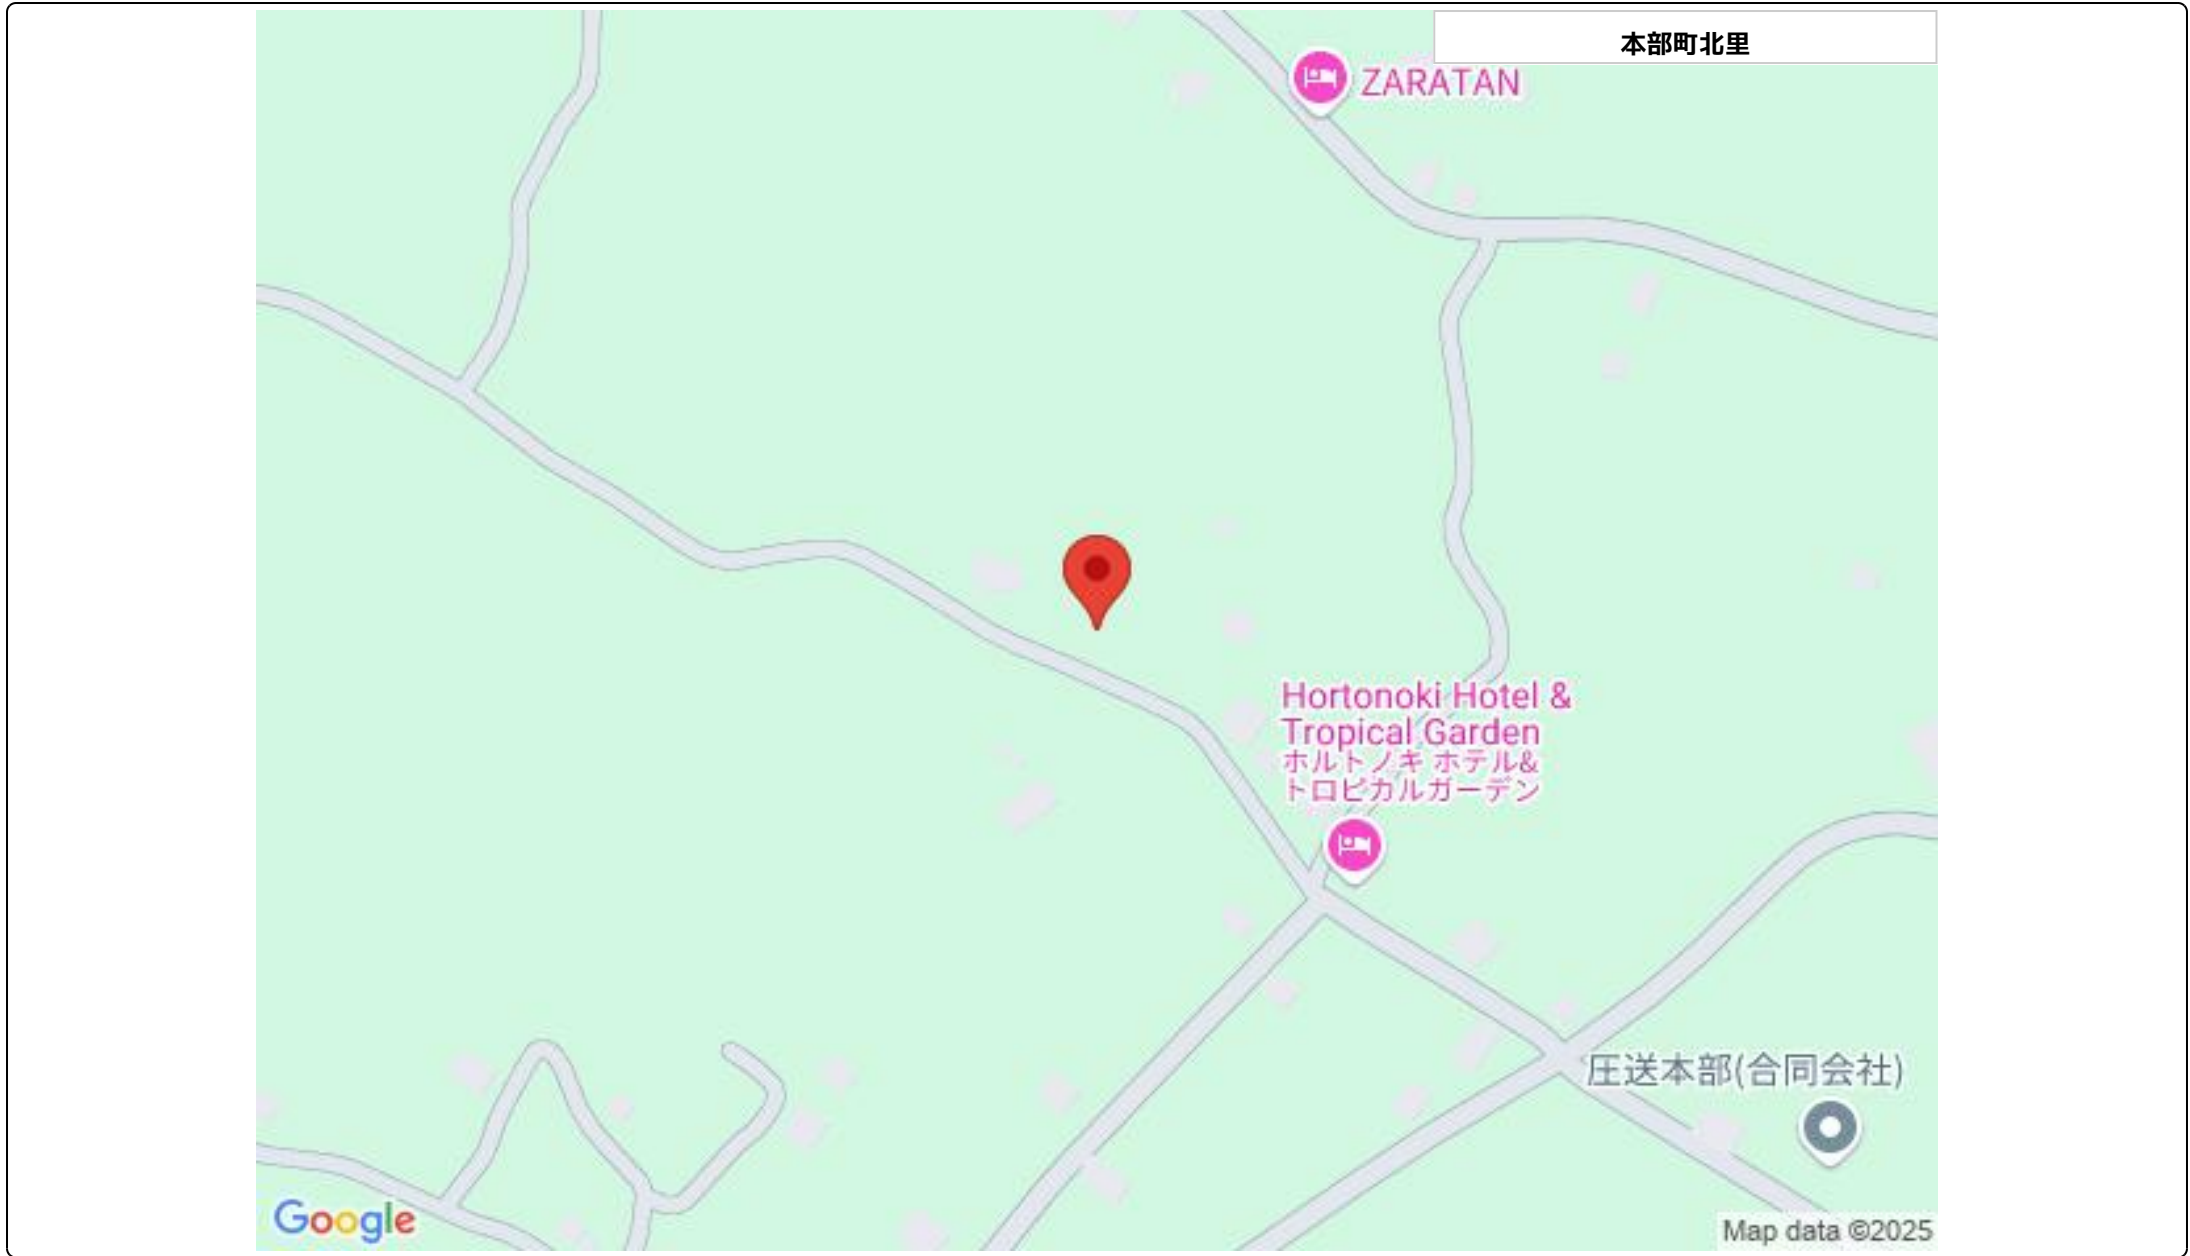 本部町北里
ZARATAN
Hortonoki Hotel &
Tropical Garden
ホルトノキ ホテル&
トロピカルガーデン
圧送本部(合同会社)
Google
Map data ©2025